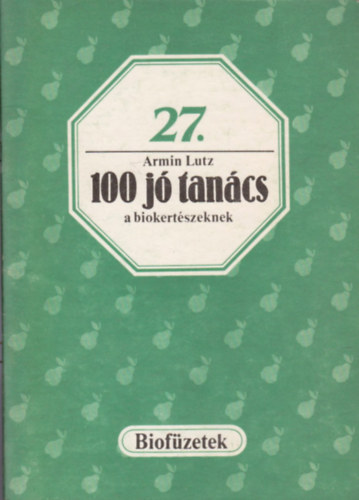 27.
Armin Lutz
100 jó tanács
a biokertészeknek
Biofüzetek